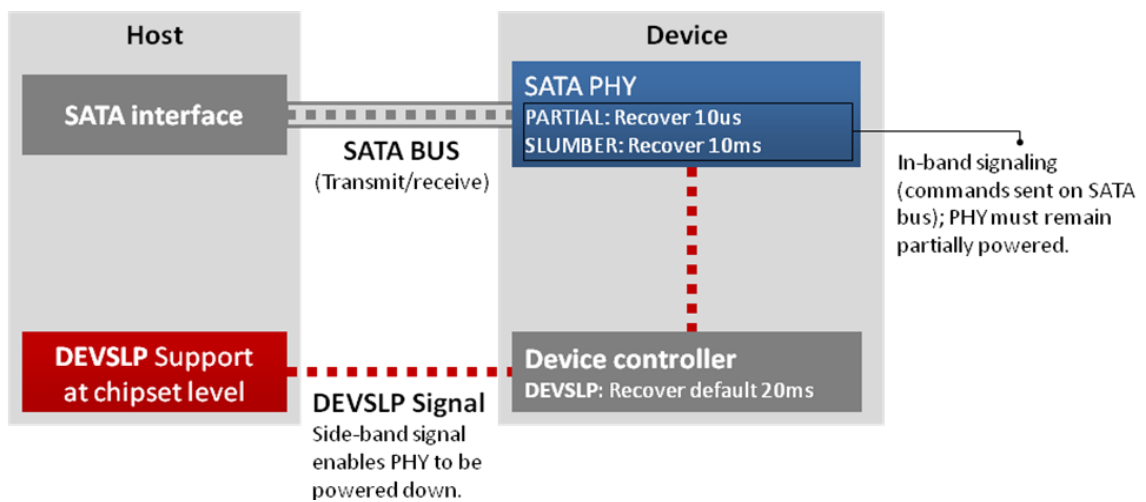 Host
Device
SATA interface
SATA PHY
PARTIAL: Recover 10us
SLUMBER: Recover 10ms
SATA BUS
(Transmit/receive)
In-band signaling
(commands sent on SATA
bus); PHY must remain
partially powered.
DEVSLP Support
at chipset level
Device controller
DEVSLP: Recover default 20ms
DEVSLP Signal
Side-band signal
enables PHY to be
powered down.